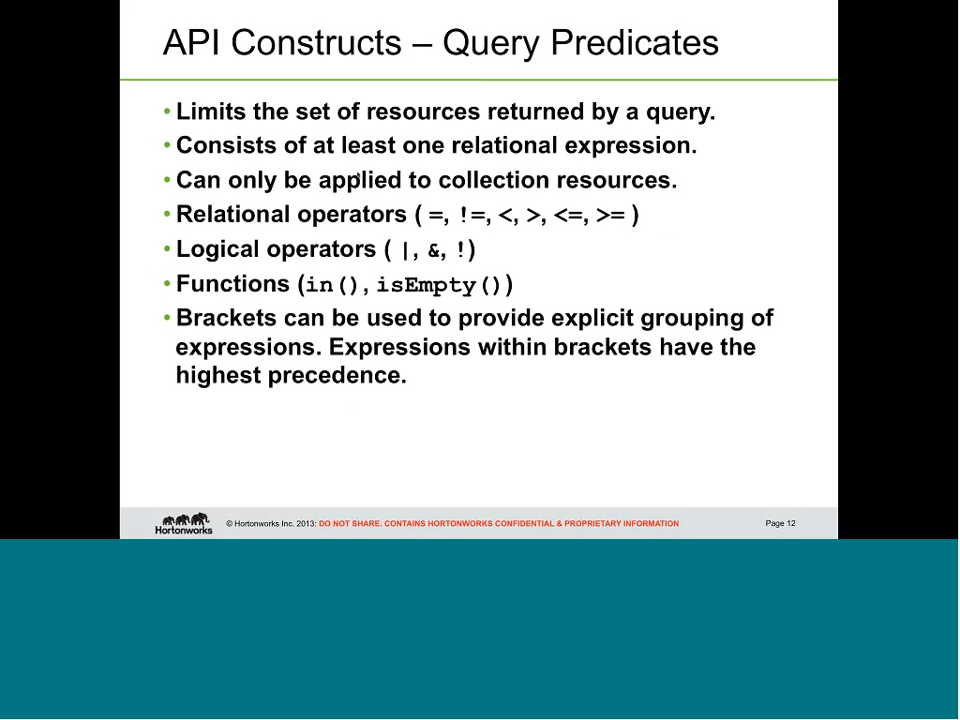 API Constructs – Query Predicates
• Limits the set of resources returned by a query.
• Consists of at least one relational expression.
• Can only be applied to collection resources.
• Relational operators ( =, !=, <, >, <=, >= )
• Logical operators ( |, &, !)
• Functions (in(), isEmpty())
• Brackets can be used to provide explicit grouping of
expressions. Expressions within brackets have the
highest precedence.
Hortonworks
© Hortonworks Inc. 2013: DO NOT SHARE. CONTAINS HORTONWORKS CONFIDENTIAL & PROPRIETARY INFORMATION
Page 12